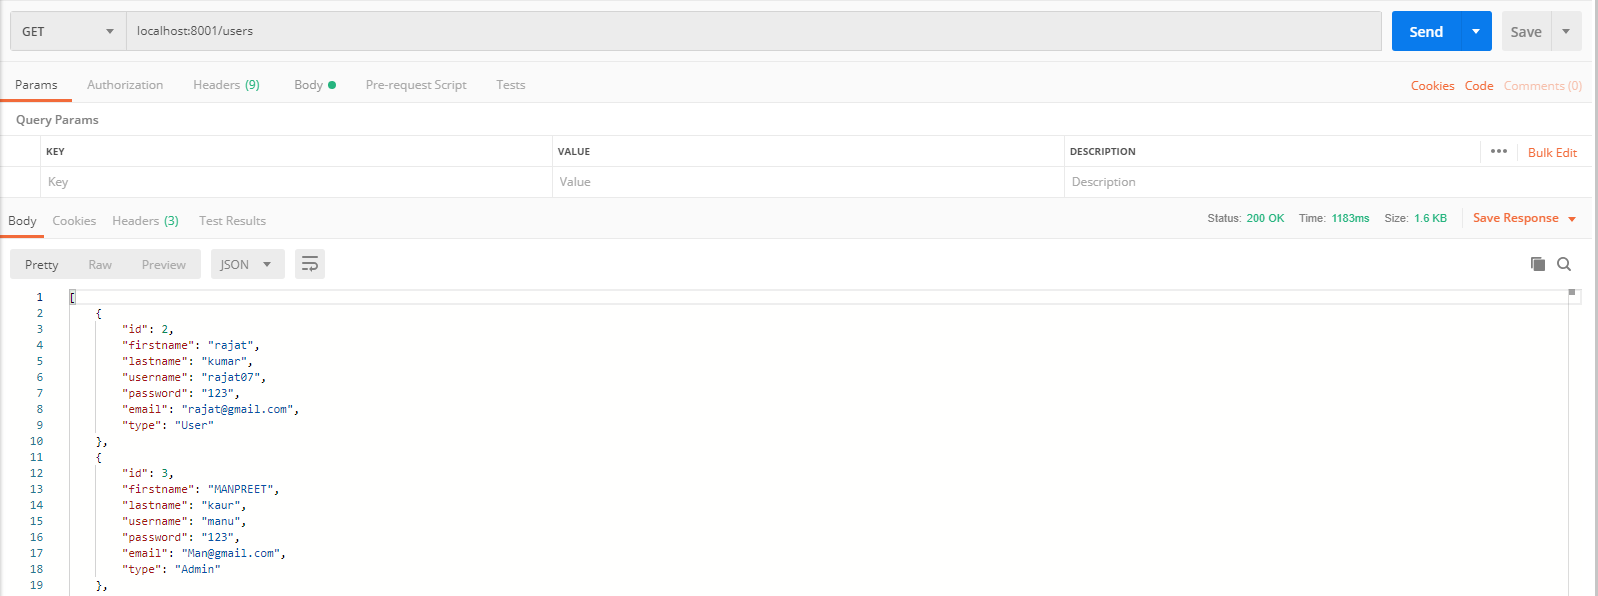 GET localhost:8001/users Send Save
Params Authorization Headers (9) Body Pre-request Script Tests Cookies Code Comments (0)
Query Params
KEY VALUE DESCRIPTION ••• Bulk Edit
Key Value Description
Body Cookies Headers (3) Test Results Status: 200 OK Time: 1183ms Size: 1.6 KB Save Response
Pretty Raw Preview JSON
1 [
2 {
3 "id": 2,
4 "firstname": "rajat",
5 "lastname": "kumar",
6 "username": "rajat07",
7 "password": "123",
8 "email": "rajat@gmail.com",
9 "type": "User"
10 },
11 {
12 "id": 3,
13 "firstname": "MANPREET",
14 "lastname": "kaur",
15 "username": "manu",
16 "password": "123",
17 "email": "Man@gmail.com",
18 "type": "Admin"
19 },